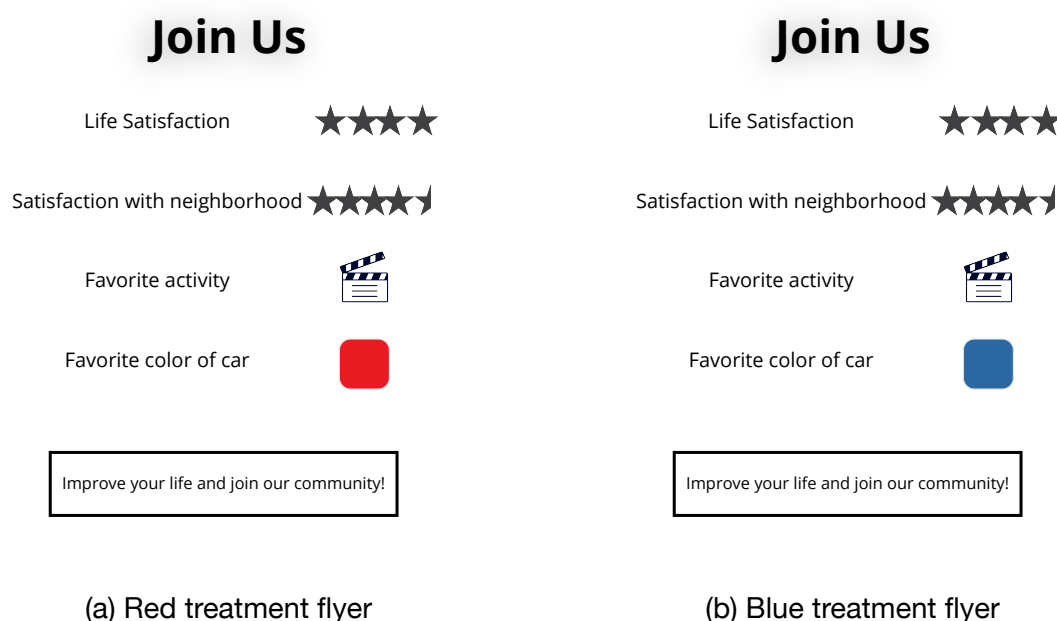 Join Us
Life Satisfaction
Satisfaction with neighborhood
Favorite activity
Favorite color of car
Improve your life and join our community!
(a) Red treatment flyer
Join Us
Life Satisfaction
Satisfaction with neighborhood
Favorite activity
Favorite color of car
Improve your life and join our community!
(b) Blue treatment flyer